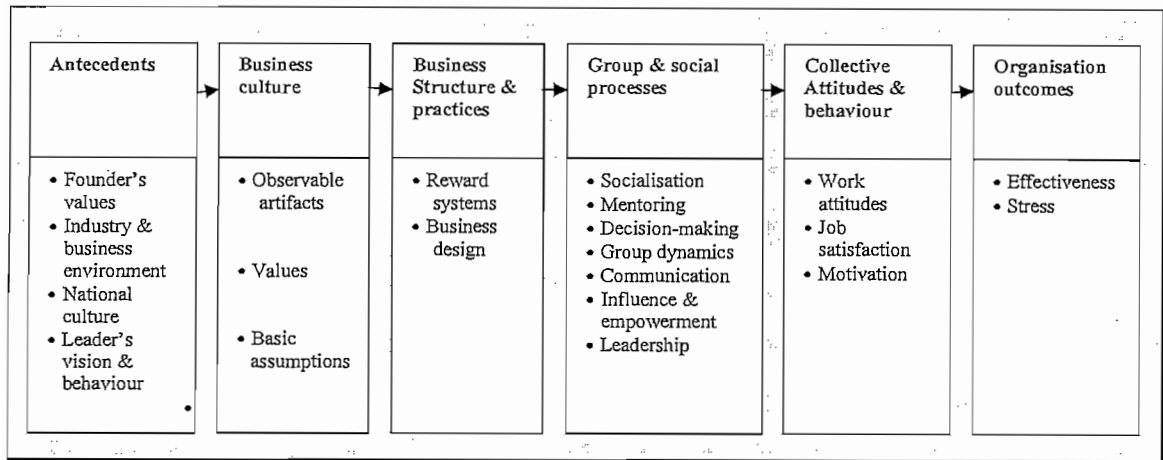 Antecedents
• Founder's
values
• Industry &
business
environment
• National
culture
• Leader's
vision &
behaviour
•
Business
culture
• Observable
artifacts
• Values
• Basic
assumptions
Business
Structure &
practices
• Reward
systems
• Business
design
Group & social
processes
• Socialisation
• Mentoring
• Decision-making
• Group dynamics
• Communication
• Influence &
empowerment
• Leadership
Collective
Attitudes &
behaviour
• Work
attitudes
• Job
satisfaction
• Motivation
Organisation
outcomes
• Effectiveness
• Stress